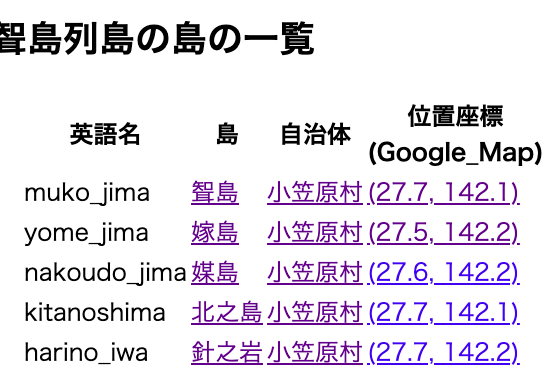 聟島列島の島の一覧
英語名 島 自治体 位置座標
(Google_Map)
muko_jima 聟島 小笠原村 (27.7, 142.1)
yome_jima 嫁島 小笠原村 (27.5, 142.2)
nakoudo_jima 媒島 小笠原村 (27.6, 142.2)
kitanoshima 北之島 小笠原村 (27.7, 142.1)
harino_iwa 針之岩 小笠原村 (27.7, 142.2)